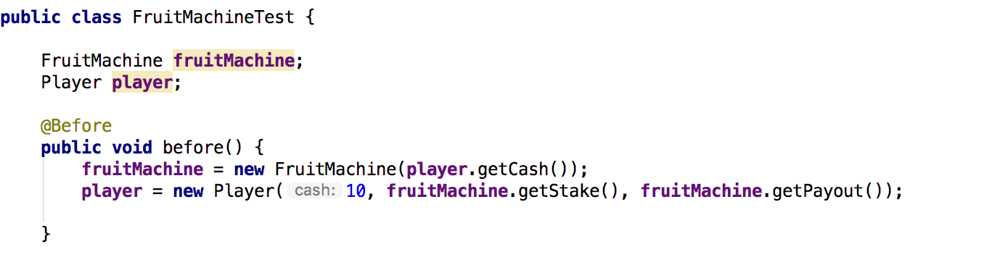 public class FruitMachineTest {
FruitMachine fruitMachine;
Player player;
@Before
public void before() {
fruitMachine = new FruitMachine(player.getCash());
player = new Player( cash: 10, fruitMachine.getStake(), fruitMachine.getPayout());
}